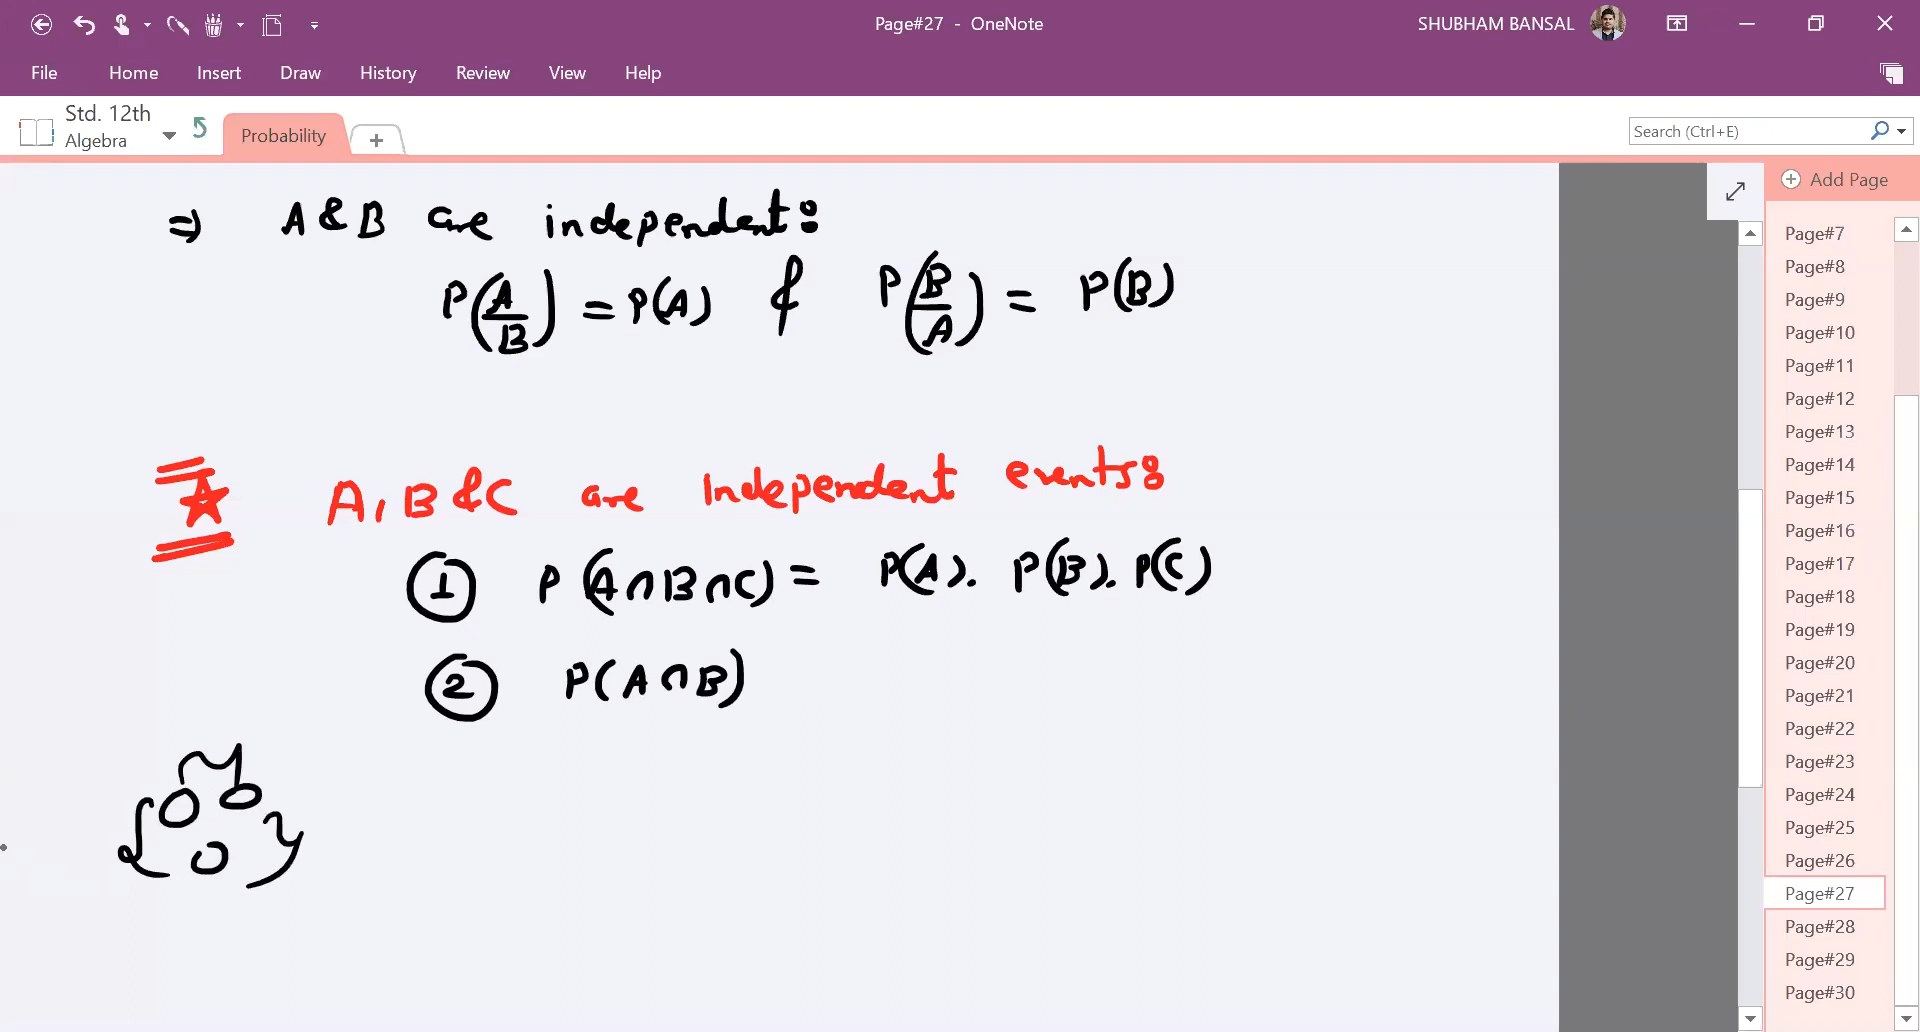 Page#27 - OneNote
SHUBHAM BANSAL
File Home Insert Draw History Review View Help
Std. 12th
Algebra
Probability
+
Search (Ctrl+E)
Add Page
⇒ A & B are independent:
P(A/B) = P(A) & P(B/A) = P(B)
A, B & C are Independent events:
① P(A∩B∩C) = P(A). P(B). P(C)
② P(A∩B)
Page#7
Page#8
Page#9
Page#10
Page#11
Page#12
Page#13
Page#14
Page#15
Page#16
Page#17
Page#18
Page#19
Page#20
Page#21
Page#22
Page#23
Page#24
Page#25
Page#26
Page#27
Page#28
Page#29
Page#30